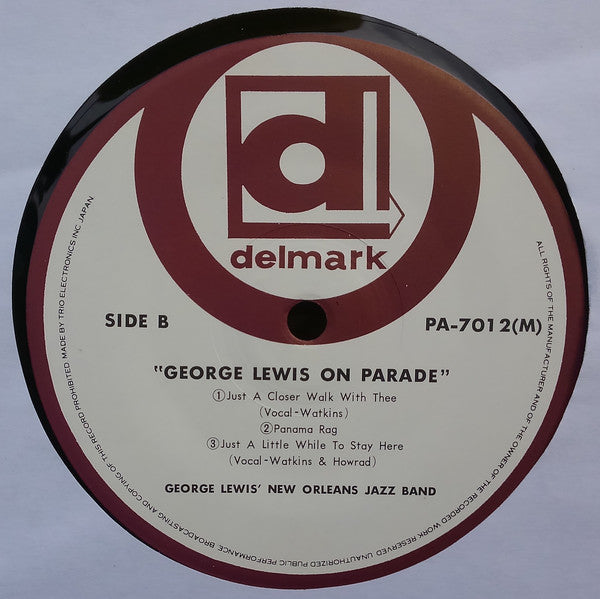 d
delmark
SIDE B
PA-7012(M)
"GEORGE LEWIS ON PARADE"
①Just A Closer Walk With Thee
(Vocal-Watkins)
②Panama Rag
③Just A Little While To Stay Here
(Vocal-Watkins & Howrad)
GEORGE LEWIS' NEW ORLEANS JAZZ BAND
ALL RIGHTS OF THE MANUFACTURER AND OF THE OWNER OF THE RECORDED WORK RESERVED UNAUTHORIZED PUBLIC PERFORMANCE BROADCASTING AND COPYING OF THIS RECORD PROHIBITED MADE BY TRIO ELECTRONICS INC JAPAN